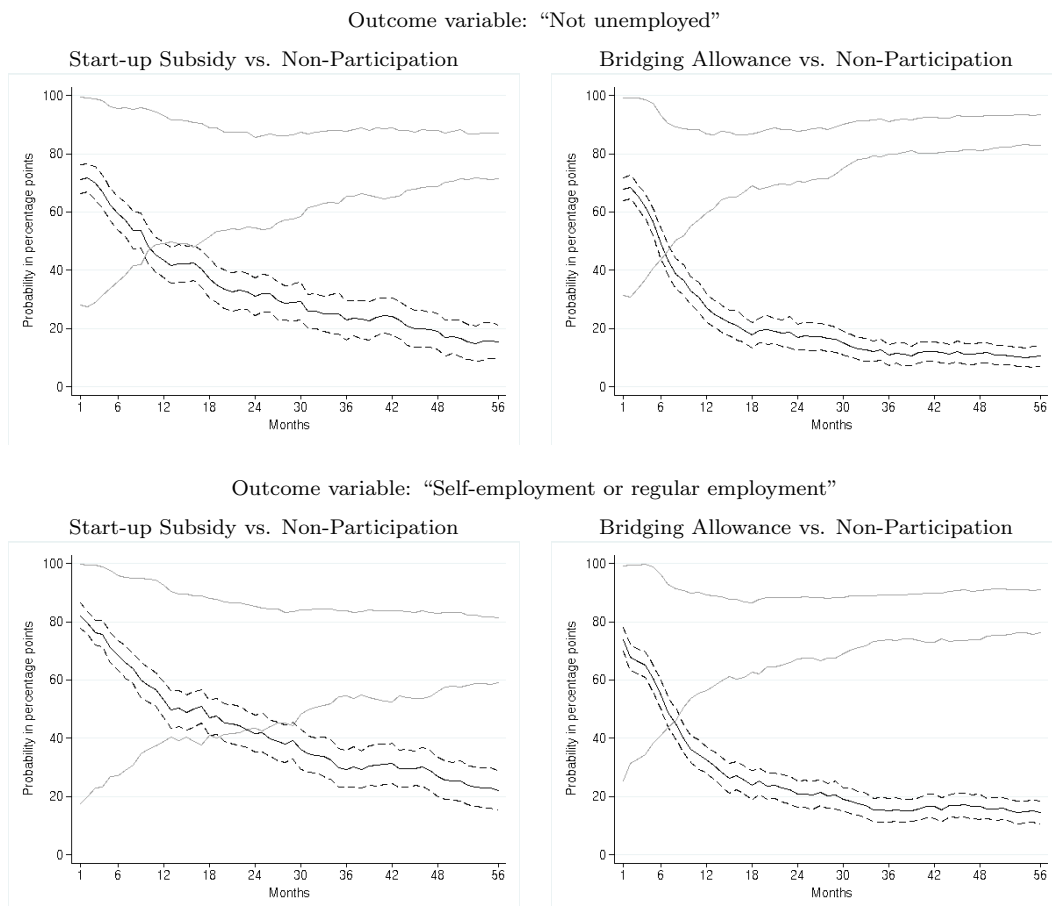 Outcome variable: “Not unemployed”
Start-up Subsidy vs. Non-Participation
Bridging Allowance vs. Non-Participation
Probability in percentage points
100
80
60
40
20
0
1 6 12 18 24 30 36 42 48 56
Months
Probability in percentage points
100
80
60
40
20
0
1 6 12 18 24 30 36 42 48 56
Months
Outcome variable: “Self-employment or regular employment”
Start-up Subsidy vs. Non-Participation
Bridging Allowance vs. Non-Participation
Probability in percentage points
100
80
60
40
20
0
1 6 12 18 24 30 36 42 48 56
Months
Probability in percentage points
100
80
60
40
20
0
1 6 12 18 24 30 36 42 48 56
Months